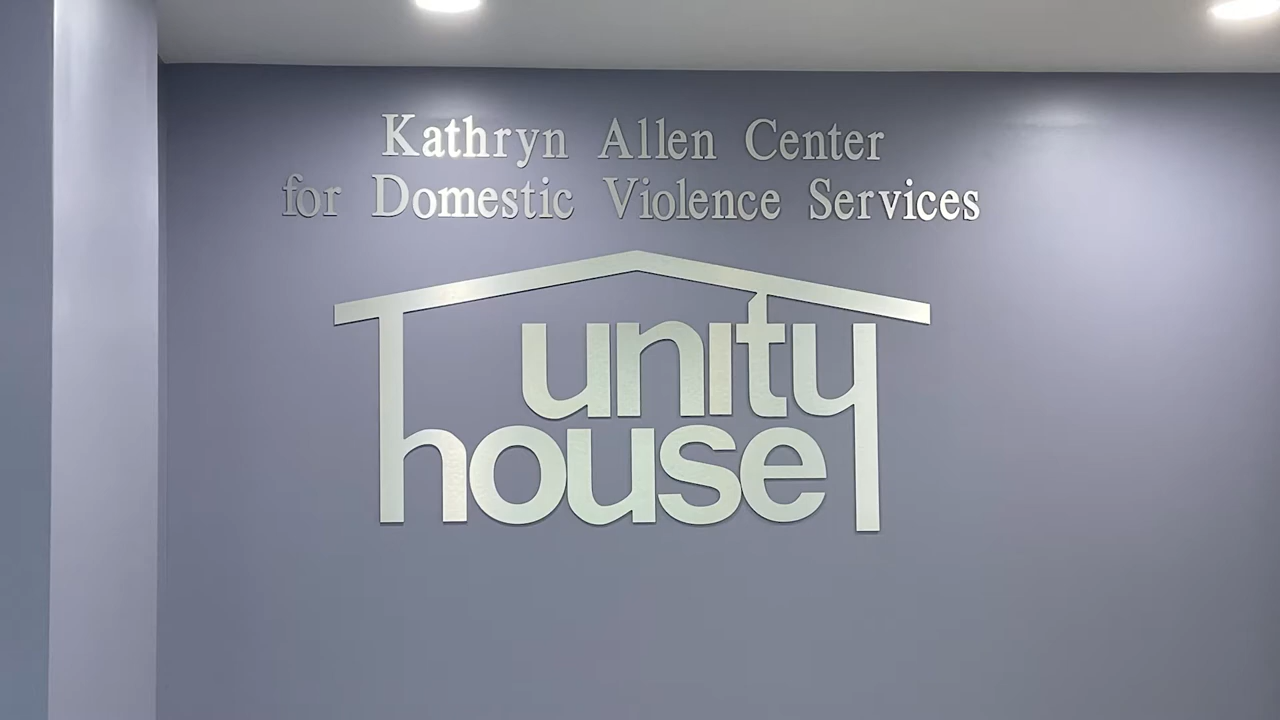 Kathryn Allen Center
for Domestic Violence Services
unity
house